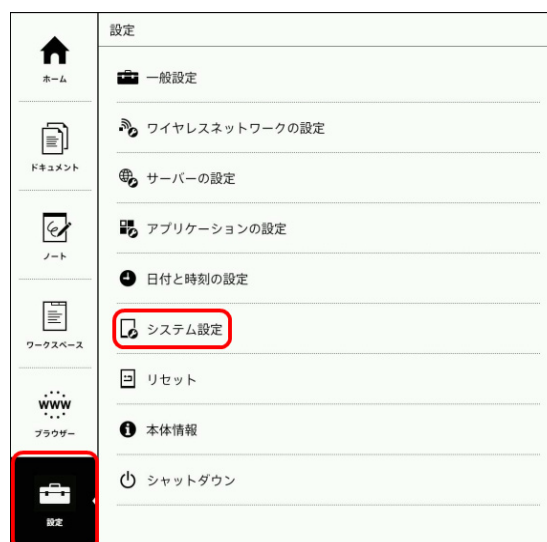 設定
ホーム
一般設定
ワイヤレスネットワークの設定
ドキュメント
サーバーの設定
アプリケーションの設定
ノート
日付と時刻の設定
システム設定
ワークスペース
リセット
WWW
ブラウザー
本体情報
シャットダウン
設定